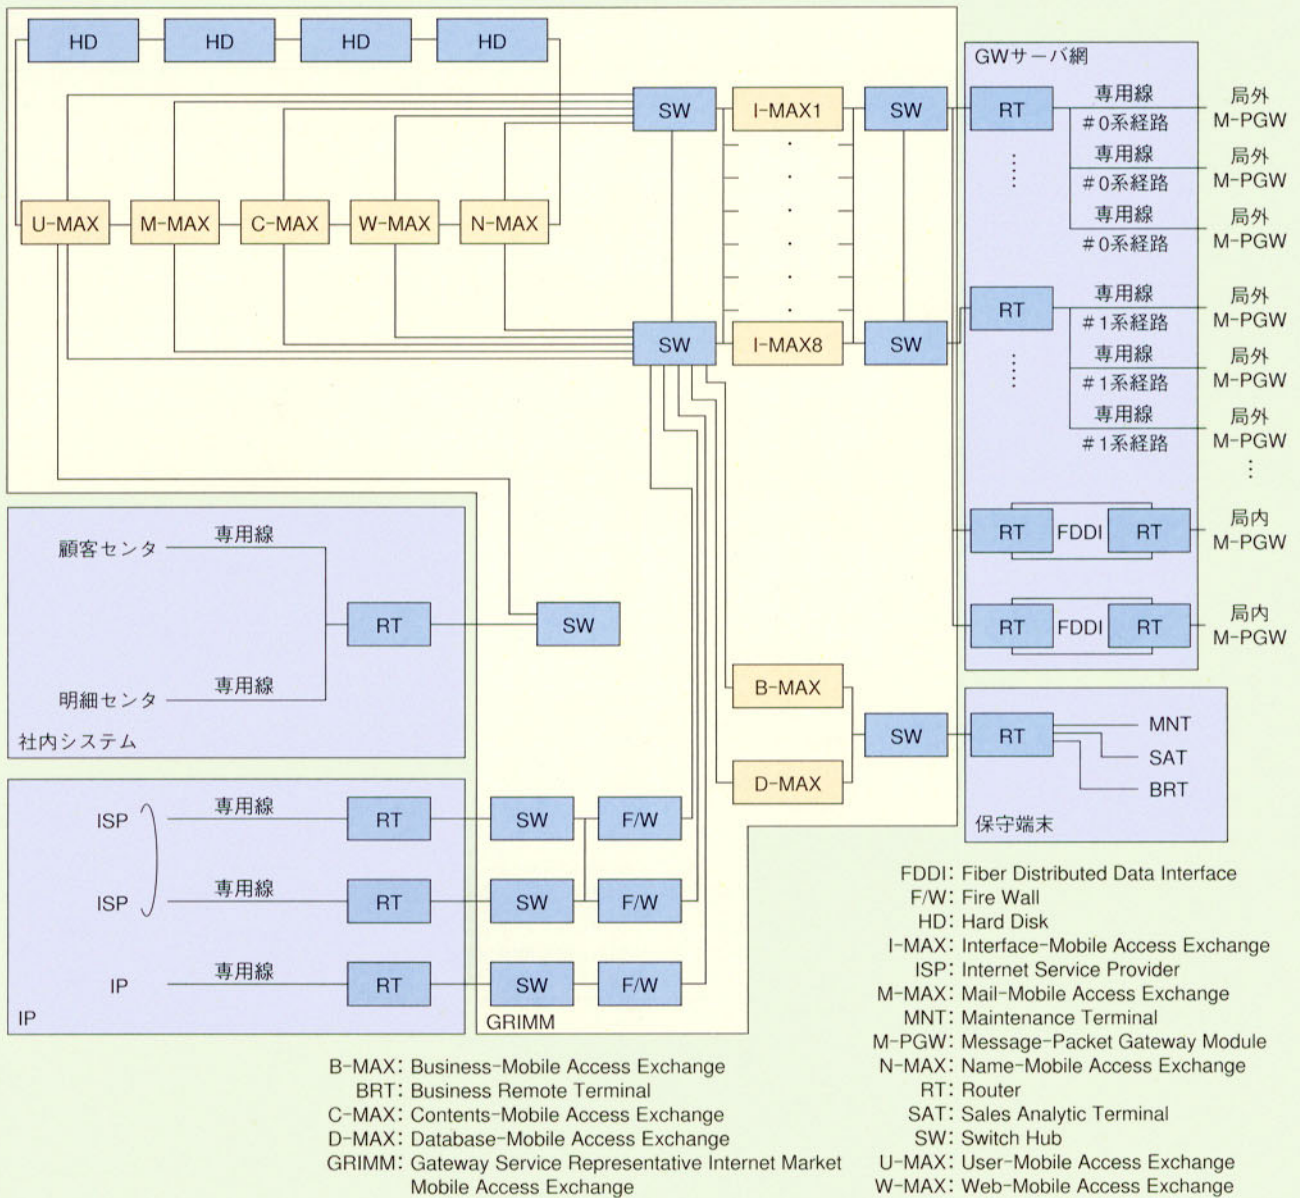 HD
HD
HD
HD
U-MAX
M-MAX
C-MAX
W-MAX
N-MAX
SW
I-MAX1
SW
SW
I-MAX8
SW
GWサーバ網
RT
専用線
#0系経路
局外
M-PGW
専用線
#0系経路
局外
M-PGW
専用線
#0系経路
局外
M-PGW
RT
専用線
#1系経路
局外
M-PGW
専用線
#1系経路
局外
M-PGW
専用線
#1系経路
局外
M-PGW
RT
FDDI
RT
局内
M-PGW
RT
FDDI
RT
局内
M-PGW
顧客センタ
専用線
RT
SW
明細センタ
専用線
社内システム
B-MAX
D-MAX
SW
RT
MNT
SAT
BRT
保守端末
ISP
専用線
RT
SW
F/W
ISP
専用線
RT
SW
F/W
IP
専用線
RT
SW
F/W
IP
GRIMM
B-MAX: Business-Mobile Access Exchange
BRT: Business Remote Terminal
C-MAX: Contents-Mobile Access Exchange
D-MAX: Database-Mobile Access Exchange
GRIMM: Gateway Service Representative Internet Market
Mobile Access Exchange
FDDI: Fiber Distributed Data Interface
F/W: Fire Wall
HD: Hard Disk
I-MAX: Interface-Mobile Access Exchange
ISP: Internet Service Provider
M-MAX: Mail-Mobile Access Exchange
MNT: Maintenance Terminal
M-PGW: Message-Packet Gateway Module
N-MAX: Name-Mobile Access Exchange
RT: Router
SAT: Sales Analytic Terminal
SW: Switch Hub
U-MAX: User-Mobile Access Exchange
W-MAX: Web-Mobile Access Exchange